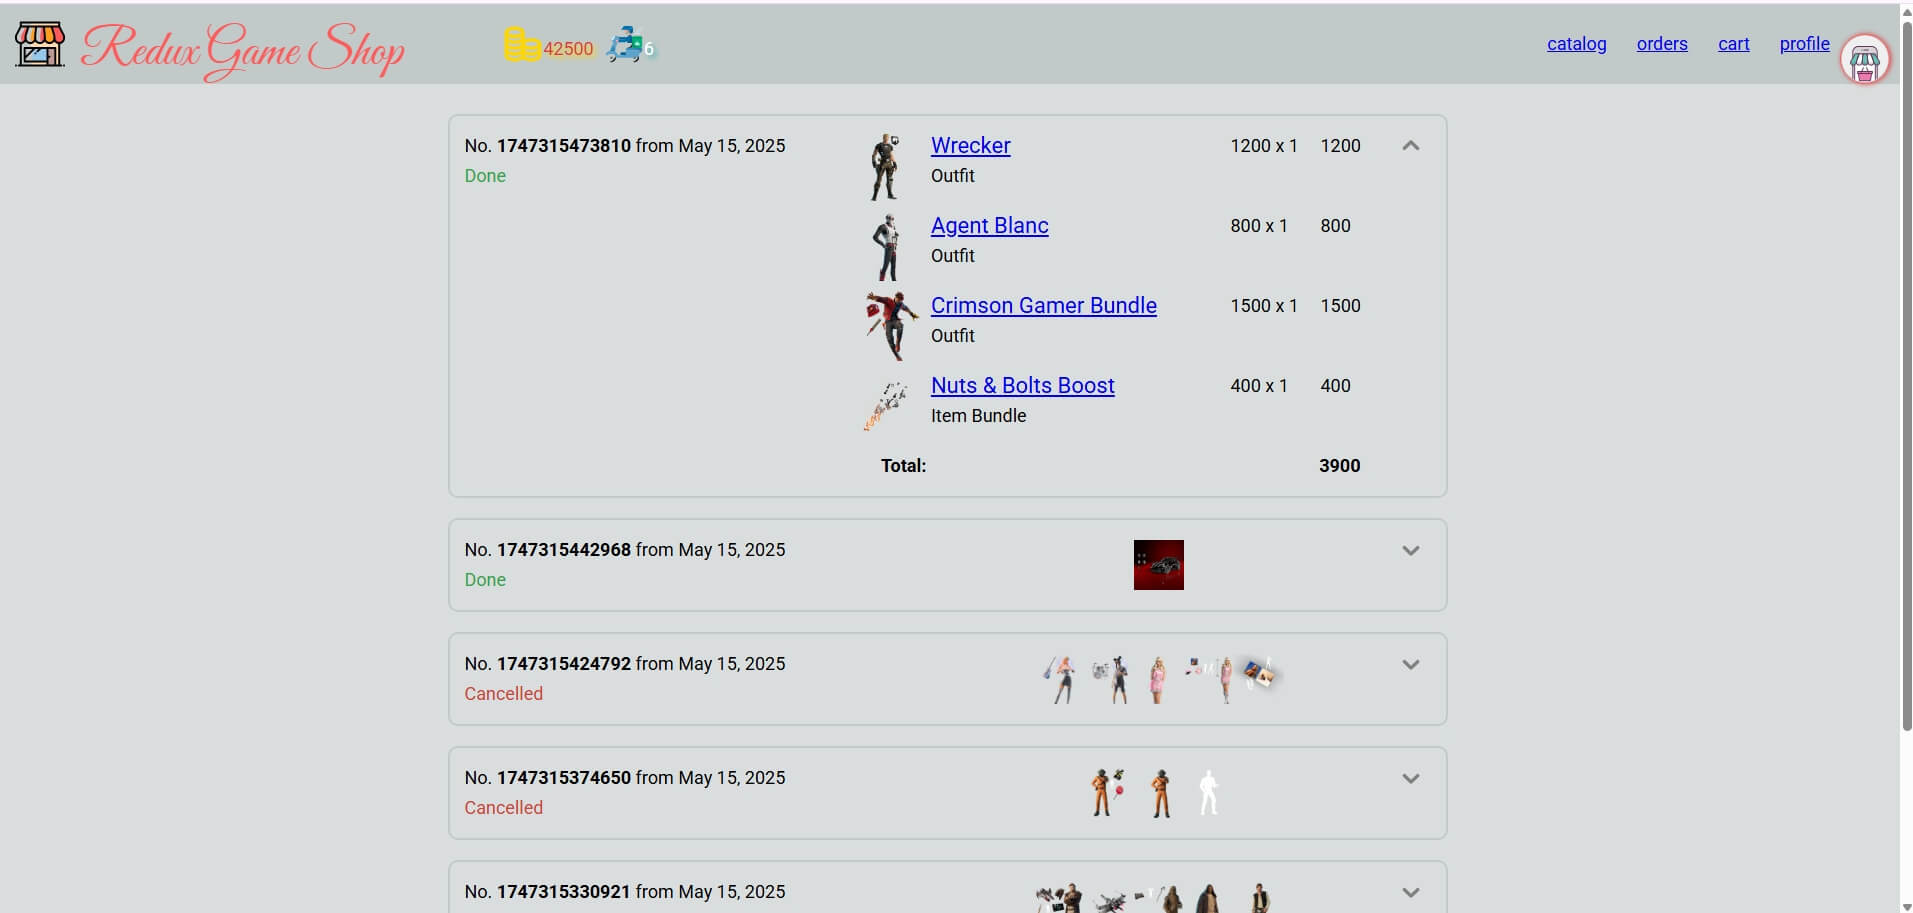 Redux Game Shop
42500 6
catalog orders cart profile
No. 1747315473810 from May 15, 2025
Done
Wrecker 1200 x 1 1200
Outfit
Agent Blanc 800 x 1 800
Outfit
Crimson Gamer Bundle 1500 x 1 1500
Outfit
Nuts & Bolts Boost 400 x 1 400
Item Bundle
Total: 3900
No. 1747315442968 from May 15, 2025
Done
No. 1747315424792 from May 15, 2025
Cancelled
No. 1747315374650 from May 15, 2025
Cancelled
No. 1747315330921 from May 15, 2025